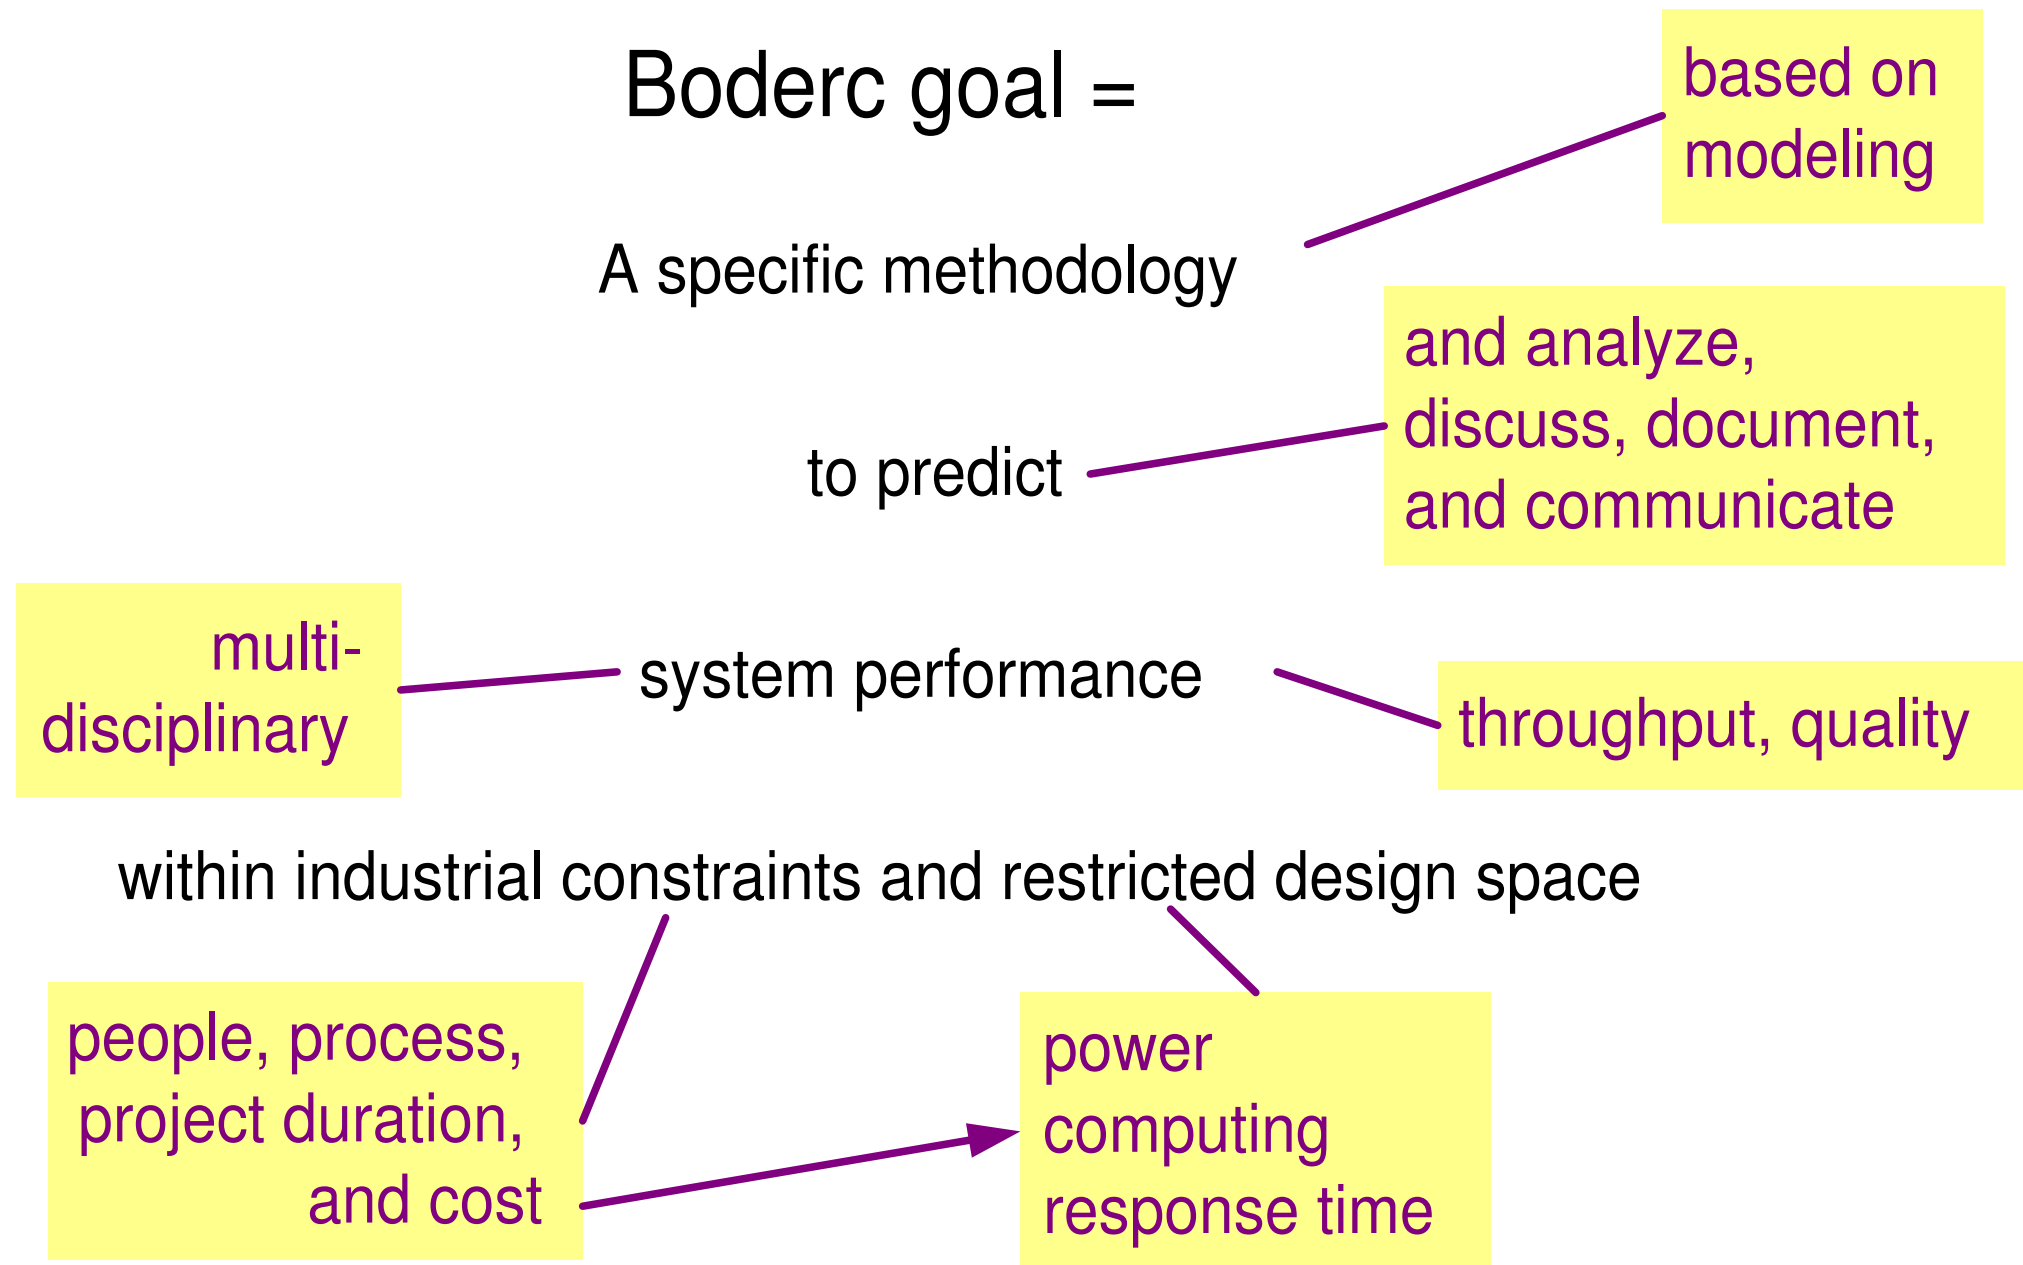 Boderc goal =
based on
modeling
A specific methodology
and analyze,
discuss, document,
and communicate
to predict
multi-
disciplinary
system performance
throughput, quality
within industrial constraints and restricted design space
people, process,
project duration,
and cost
power
computing
response time